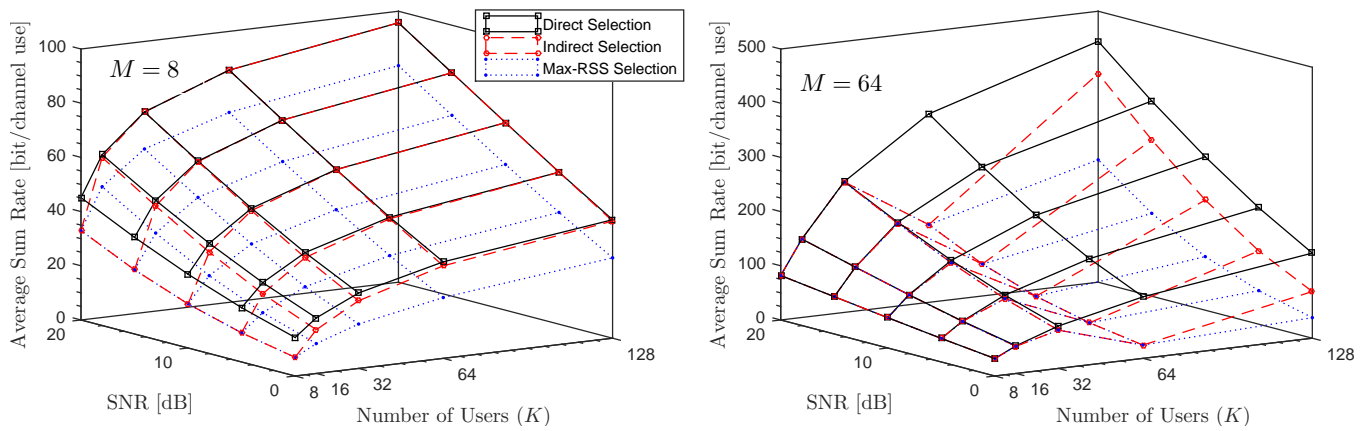 Average Sum Rate [bit/channel use]
100
80
60
40
20
0
M = 8
20
10
0
SNR [dB]
8
16
32
64
128
Number of Users (K)
Direct Selection
Indirect Selection
Max-RSS Selection
Average Sum Rate [bit/channel use]
500
400
300
200
100
0
M = 64
20
10
0
SNR [dB]
8
16
32
64
128
Number of Users (K)